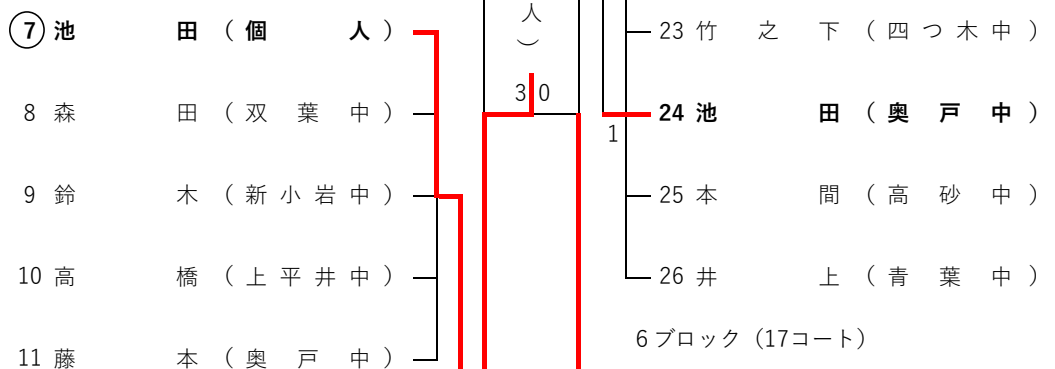 7 池田（個人）
8 森田（双葉中）
9 鈴木（新小岩中）
10 高橋（上平井中）
11 藤本（奥戸中）
人）
3 0
1
23 竹之下（四つ木中）
24 池田（奥戸中）
25 本間（高砂中）
26 井上（青葉中）
6ブロック（17コート）